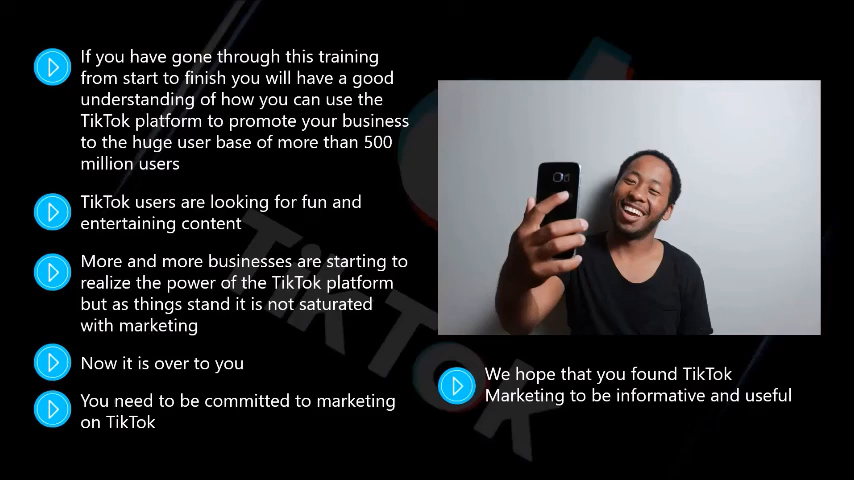 If you have gone through this training
from start to finish you will have a good
understanding of how you can use the
TikTok platform to promote your business
to the huge user base of more than 500
million users
TikTok users are looking for fun and
entertaining content
More and more businesses are starting to
realize the power of the TikTok platform
but as things stand it is not saturated
with marketing
Now it is over to you
You need to be committed to marketing
on TikTok
We hope that you found TikTok
Marketing to be informative and useful
TikTok